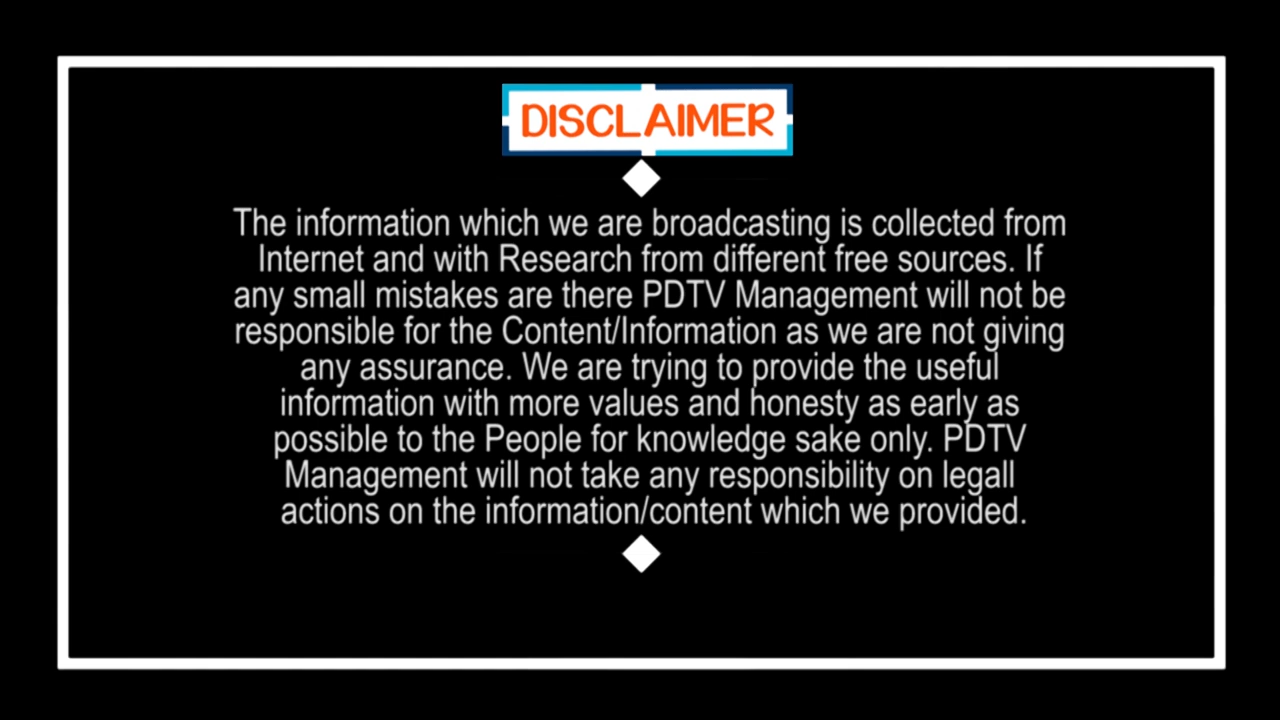 DISCLAIMER
The information which we are broadcasting is collected from
Internet and with Research from different free sources. If
any small mistakes are there PDTV Management will not be
responsible for the Content/Information as we are not giving
any assurance. We are trying to provide the useful
information with more values and honesty as early as
possible to the People for knowledge sake only. PDTV
Management will not take any responsibility on legall
actions on the information/content which we provided.